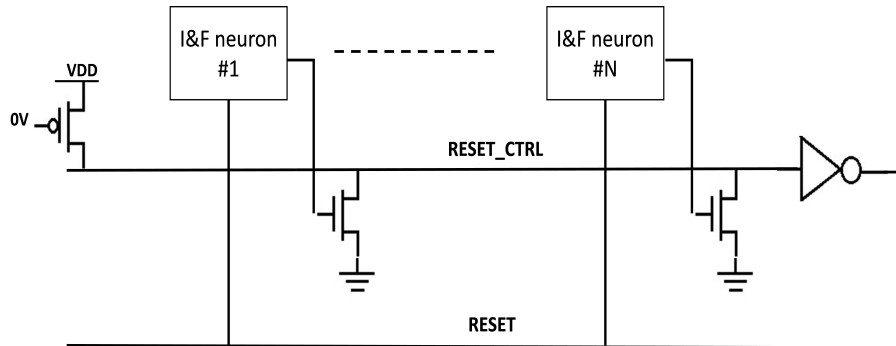 I&F neuron
#1
I&F neuron
#N
VDD
0V
RESET_CTRL
RESET